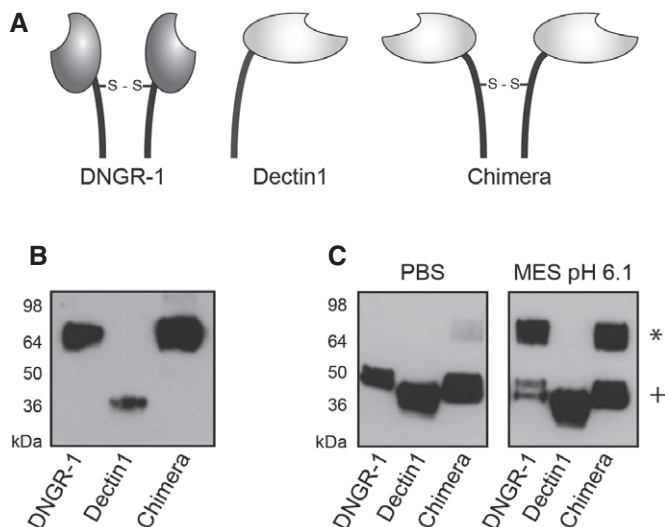 A
-S - S-
-S - S-
DNGR-1
Dectin1
Chimera
B
98
64
50
36
kDa
DNGR-1
Dectin1
Chimera
C
PBS
MES pH 6.1
98
64
50
36
kDa
*
+
DNGR-1
Dectin1
Chimera
DNGR-1
Dectin1
Chimera